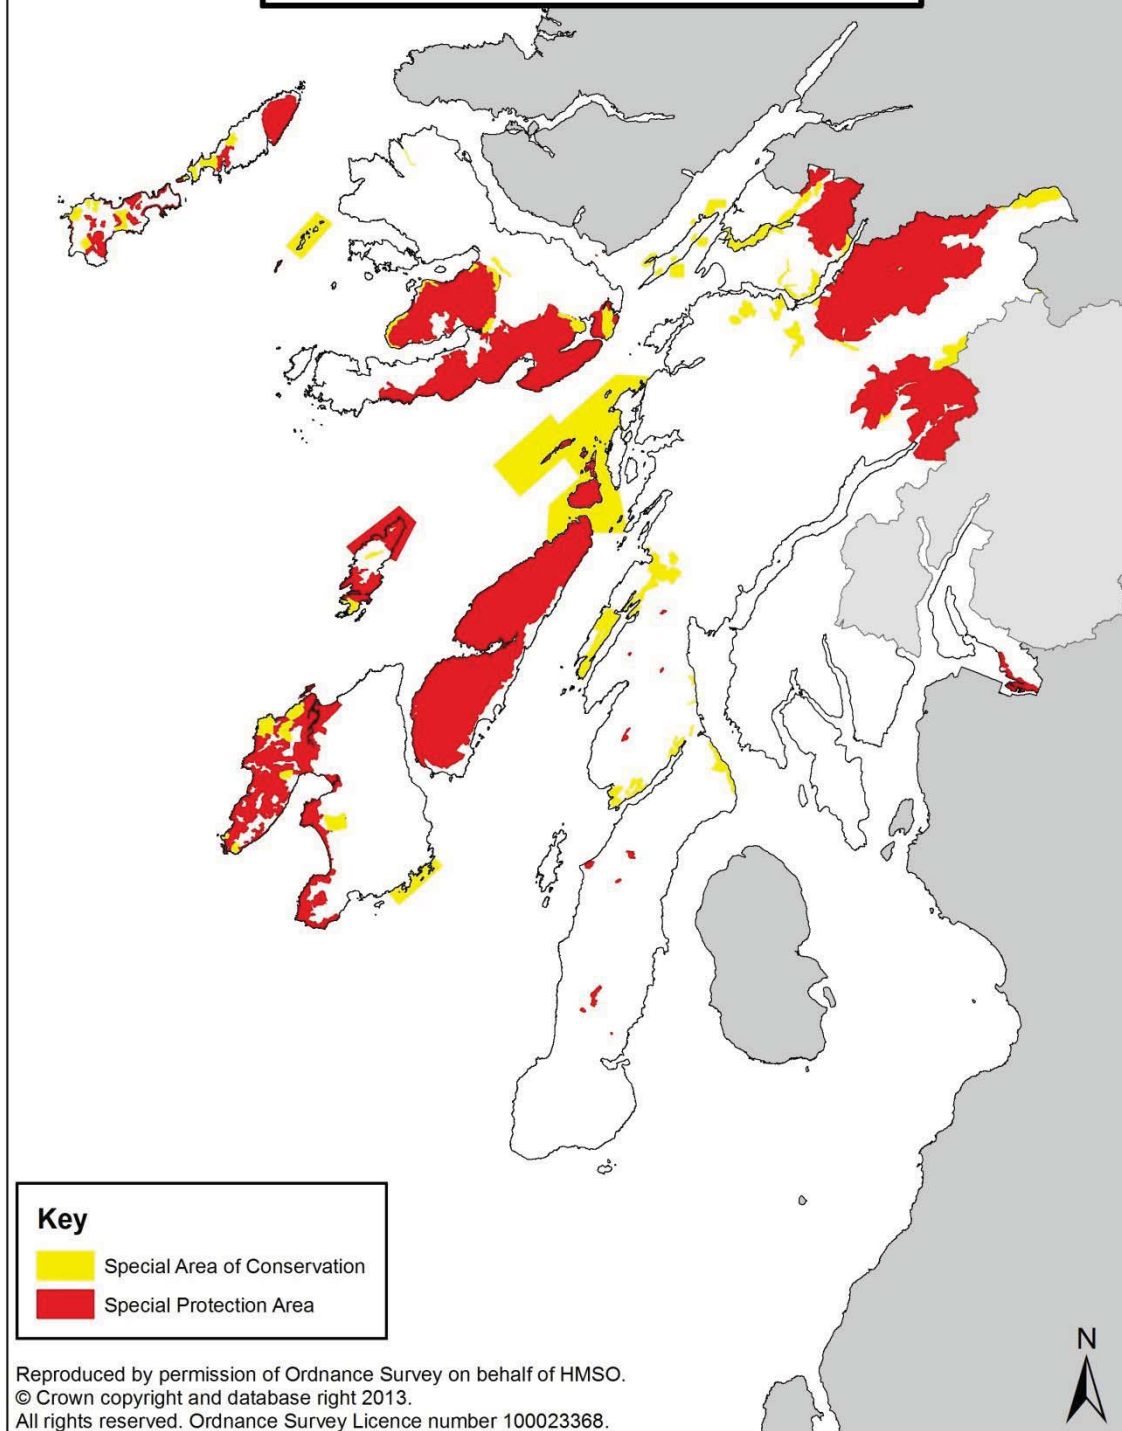 Key
Special Area of Conservation
Special Protection Area
N
Reproduced by permission of Ordnance Survey on behalf of HMSO.
© Crown copyright and database right 2013.
All rights reserved. Ordnance Survey Licence number 100023368.